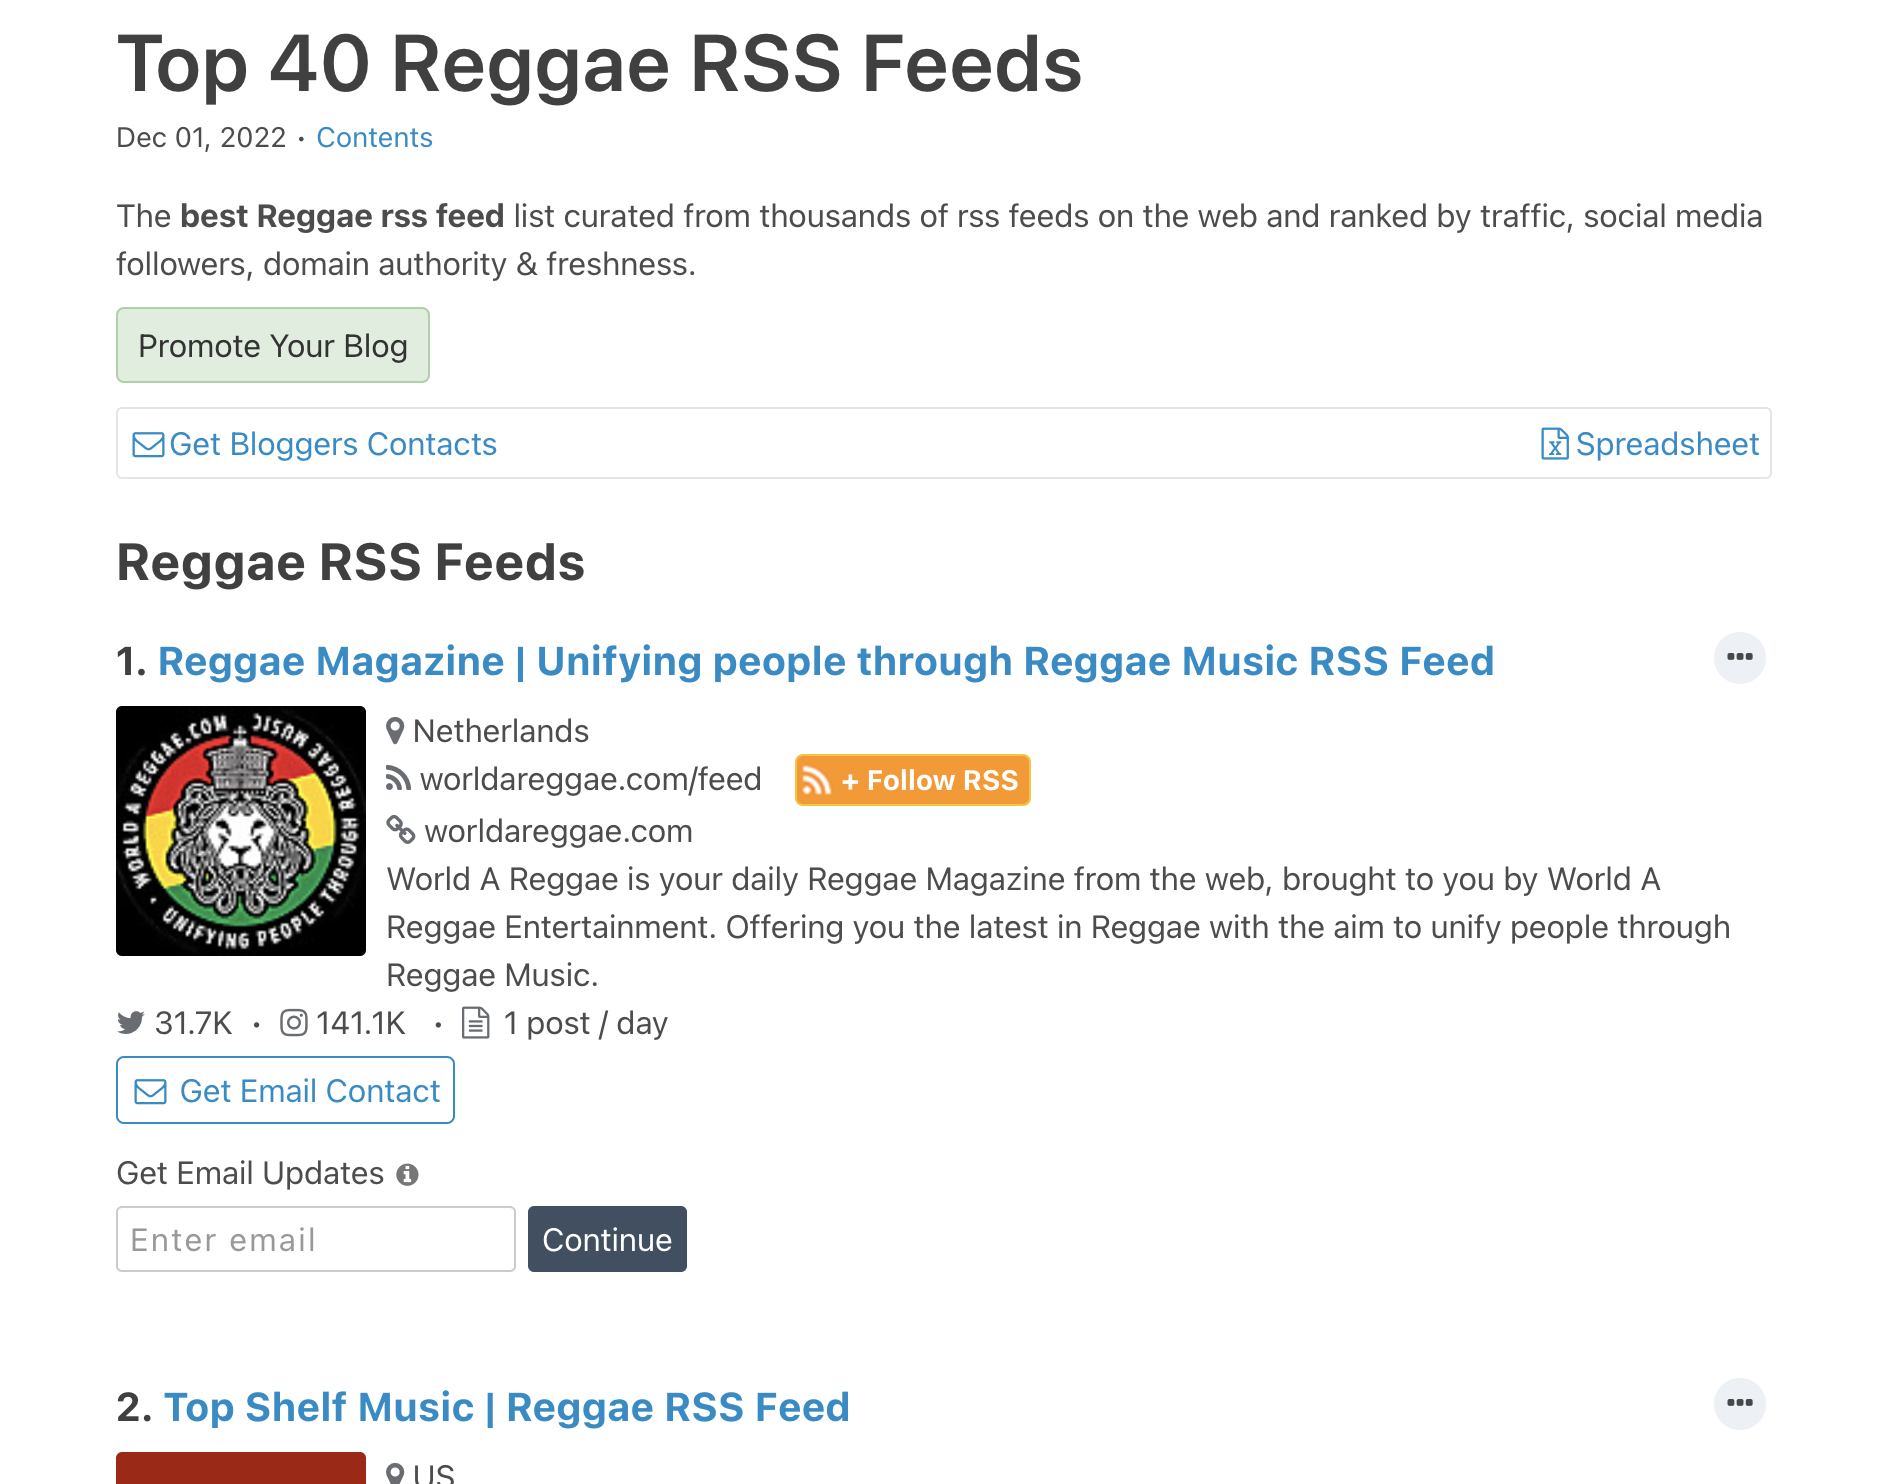 Top 40 Reggae RSS Feeds
Dec 01, 2022 · Contents
The best Reggae rss feed list curated from thousands of rss feeds on the web and ranked by traffic, social media
followers, domain authority & freshness.
Promote Your Blog
Get Bloggers Contacts
Spreadsheet
Reggae RSS Feeds
1. Reggae Magazine | Unifying people through Reggae Music RSS Feed
WORLD A REGGAE.COM
UNIFYING PEOPLE THROUGH REGGAE MUSIC
Netherlands
worldareggae.com/feed + Follow RSS
worldareggae.com
World A Reggae is your daily Reggae Magazine from the web, brought to you by World A
Reggae Entertainment. Offering you the latest in Reggae with the aim to unify people through
Reggae Music.
31.7K · 141.1K · 1 post / day
Get Email Contact
Get Email Updates
Enter email
Continue
2. Top Shelf Music | Reggae RSS Feed
US